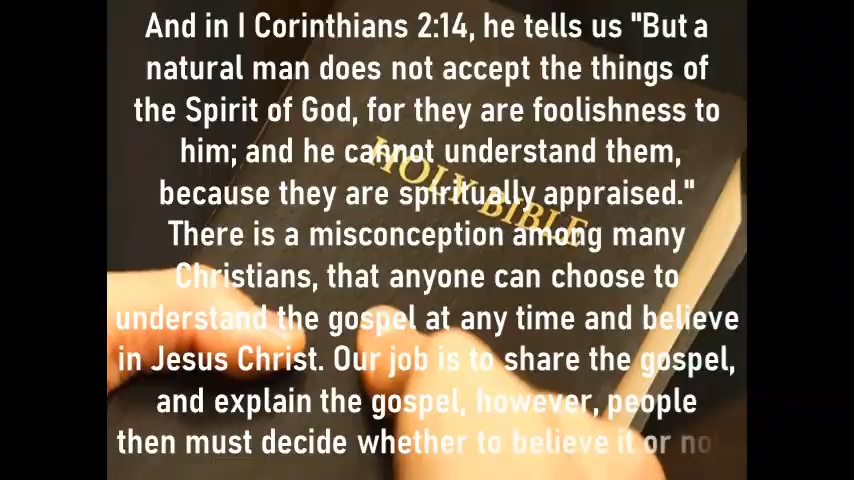 And in I Corinthians 2:14, he tells us "But a
natural man does not accept the things of
the Spirit of God, for they are foolishness to
him; and he cannot understand them,
because they are spiritually appraised."
There is a misconception among many
Christians, that anyone can choose to
understand the gospel at any time and believe
in Jesus Christ. Our job is to share the gospel,
and explain the gospel, however, people
then must decide whether to believe it or no
HOLY BIBLE